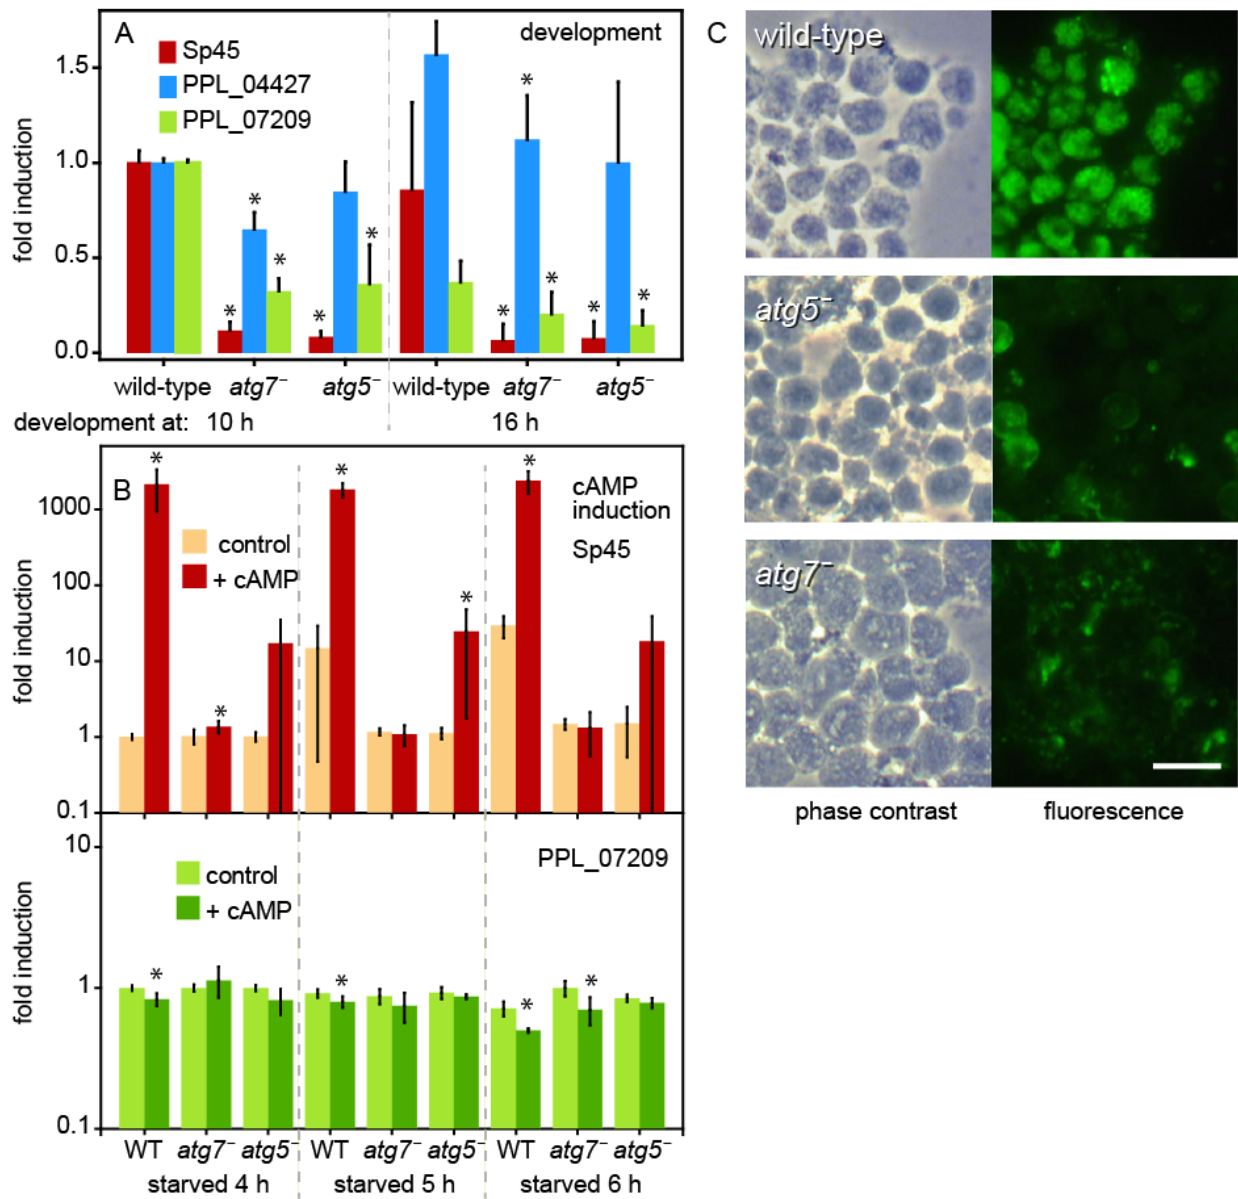 A
development
Sp45
PPL_04427
PPL_07209
fold induction
1.5
1.0
0.5
0.0
* * * * * * * * *
wild-type atg7⁻ atg5⁻ wild-type atg7⁻ atg5⁻
development at: 10 h 16 h
B
cAMP
induction
Sp45
control
+ cAMP
fold induction
1000
100
10
1
0.1
* * * * *
PPL_07209
control
+ cAMP
fold induction
10
1
0.1
* * * *
WT atg7⁻ atg5⁻ WT atg7⁻ atg5⁻ WT atg7⁻ atg5⁻
starved 4 h starved 5 h starved 6 h
C
wild-type
atg5⁻
atg7⁻
phase contrast fluorescence